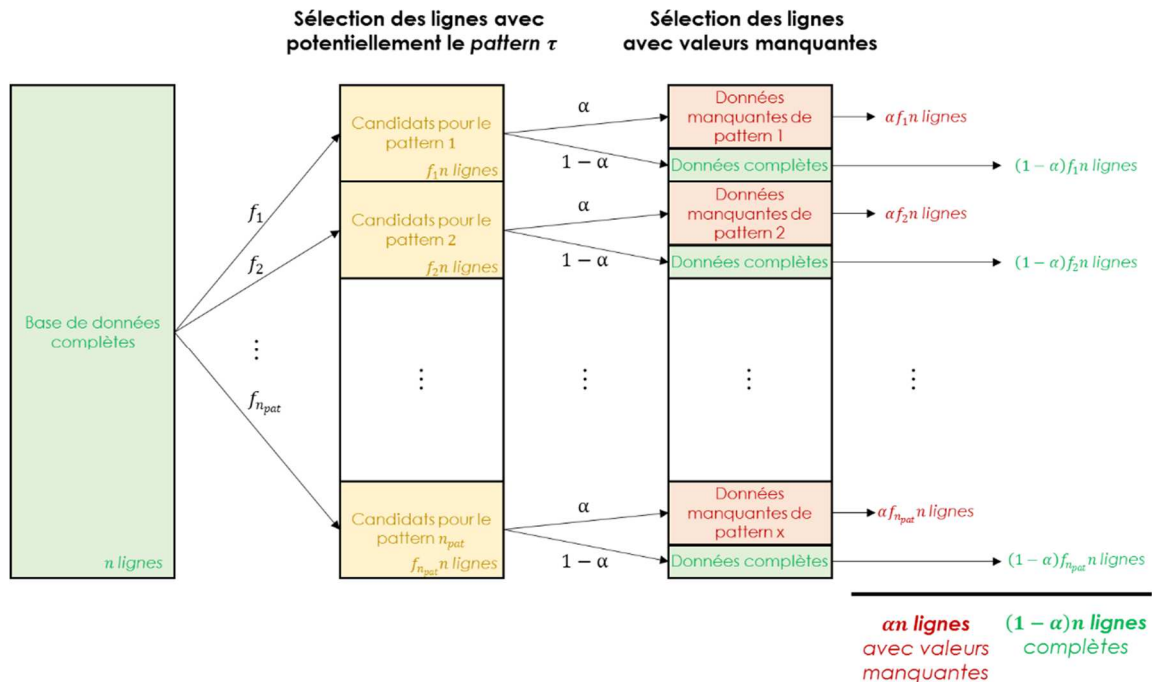 Sélection des lignes avec
potentiellement le pattern τ
Sélection des lignes
avec valeurs manquantes
Base de données
complètes
n lignes
f₁
f₂
⋮
fₙₚₐₜ
Candidats pour le
pattern 1
f₁n lignes
Candidats pour le
pattern 2
f₂n lignes
⋮
Candidats pour le
pattern nₚₐₜ
fₙₚₐₜn lignes
α
1 − α
α
1 − α
⋮
α
1 − α
Données
manquantes de
pattern 1
Données complètes
Données
manquantes de
pattern 2
Données complètes
⋮
Données
manquantes de
pattern x
Données complètes
αf₁n lignes
(1 − α)f₁n lignes
αf₂n lignes
(1 − α)f₂n lignes
⋮
αfₙₚₐₜn lignes
(1 − α)fₙₚₐₜn lignes
αn lignes
avec valeurs
manquantes
(1 − α)n lignes
complètes